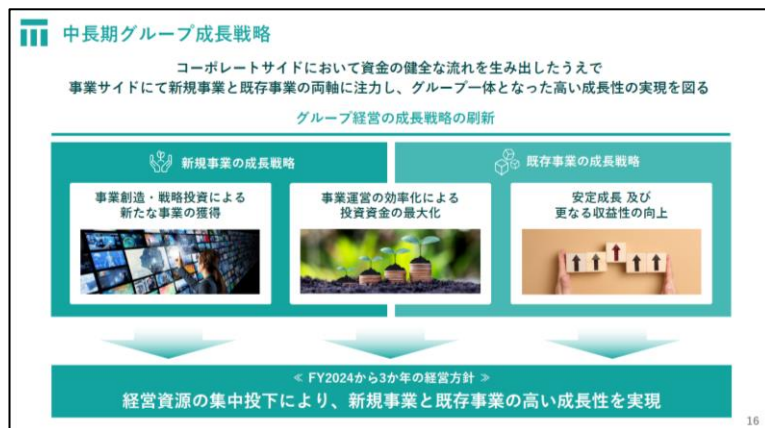 中長期グループ成長戦略
コーポレートサイドにおいて資金の健全な流れを生み出したうえで
事業サイドにて新規事業と既存事業の両軸に注力し、グループ一体となった高い成長性の実現を図る
グループ経営の成長戦略の刷新
新規事業の成長戦略
既存事業の成長戦略
事業創造・戦略投資による
新たな事業の獲得
事業運営の効率化による
投資資金の最大化
安定成長 及び
更なる収益性の向上
≪ FY2024から3か年の経営方針 ≫
経営資源の集中投下により、新規事業と既存事業の高い成長性を実現
16